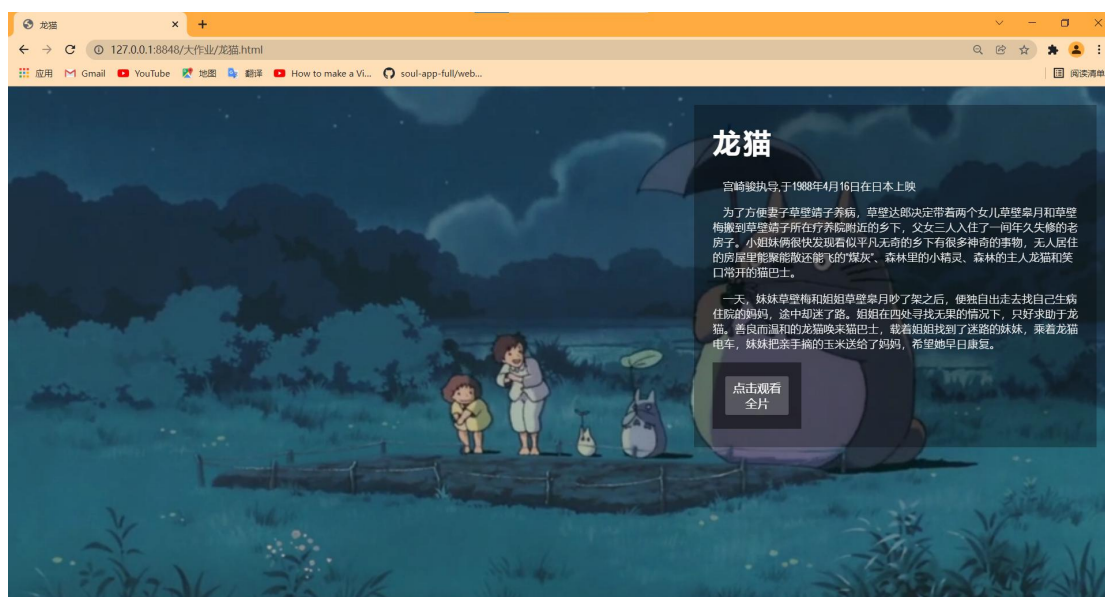 龙猫
127.0.0.1:8848/大作业/龙猫.html
应用 Gmail YouTube 地图 翻译 How to make a Vi... soul-app-full/web... 阅读清单
龙猫
宫崎骏执导,于1988年4月16日在日本上映
为了方便妻子草壁靖子养病，草壁达郎决定带着两个女儿草壁皋月和草壁
梅搬到草壁靖子所在疗养院附近的乡下，父女三人入住了一间年久失修的老
房子。小姐妹俩很快发现看似平凡无奇的乡下有很多神奇的事物，无人居住
的房屋里能聚能散还能飞的"煤灰"、森林里的小精灵、森林的主人龙猫和笑
口常开的猫巴士。
一天，妹妹草壁梅和姐姐草壁皋月吵了架之后，便独自出走去找自己生病
住院的妈妈，途中却迷了路。姐姐在四处寻找无果的情况下，只好求助于龙
猫。善良而温和的龙猫唤来猫巴士，载着姐姐找到了迷路的妹妹，乘着龙猫
电车，妹妹把亲手摘的玉米送给了妈妈，希望她早日康复。
点击观看
全片